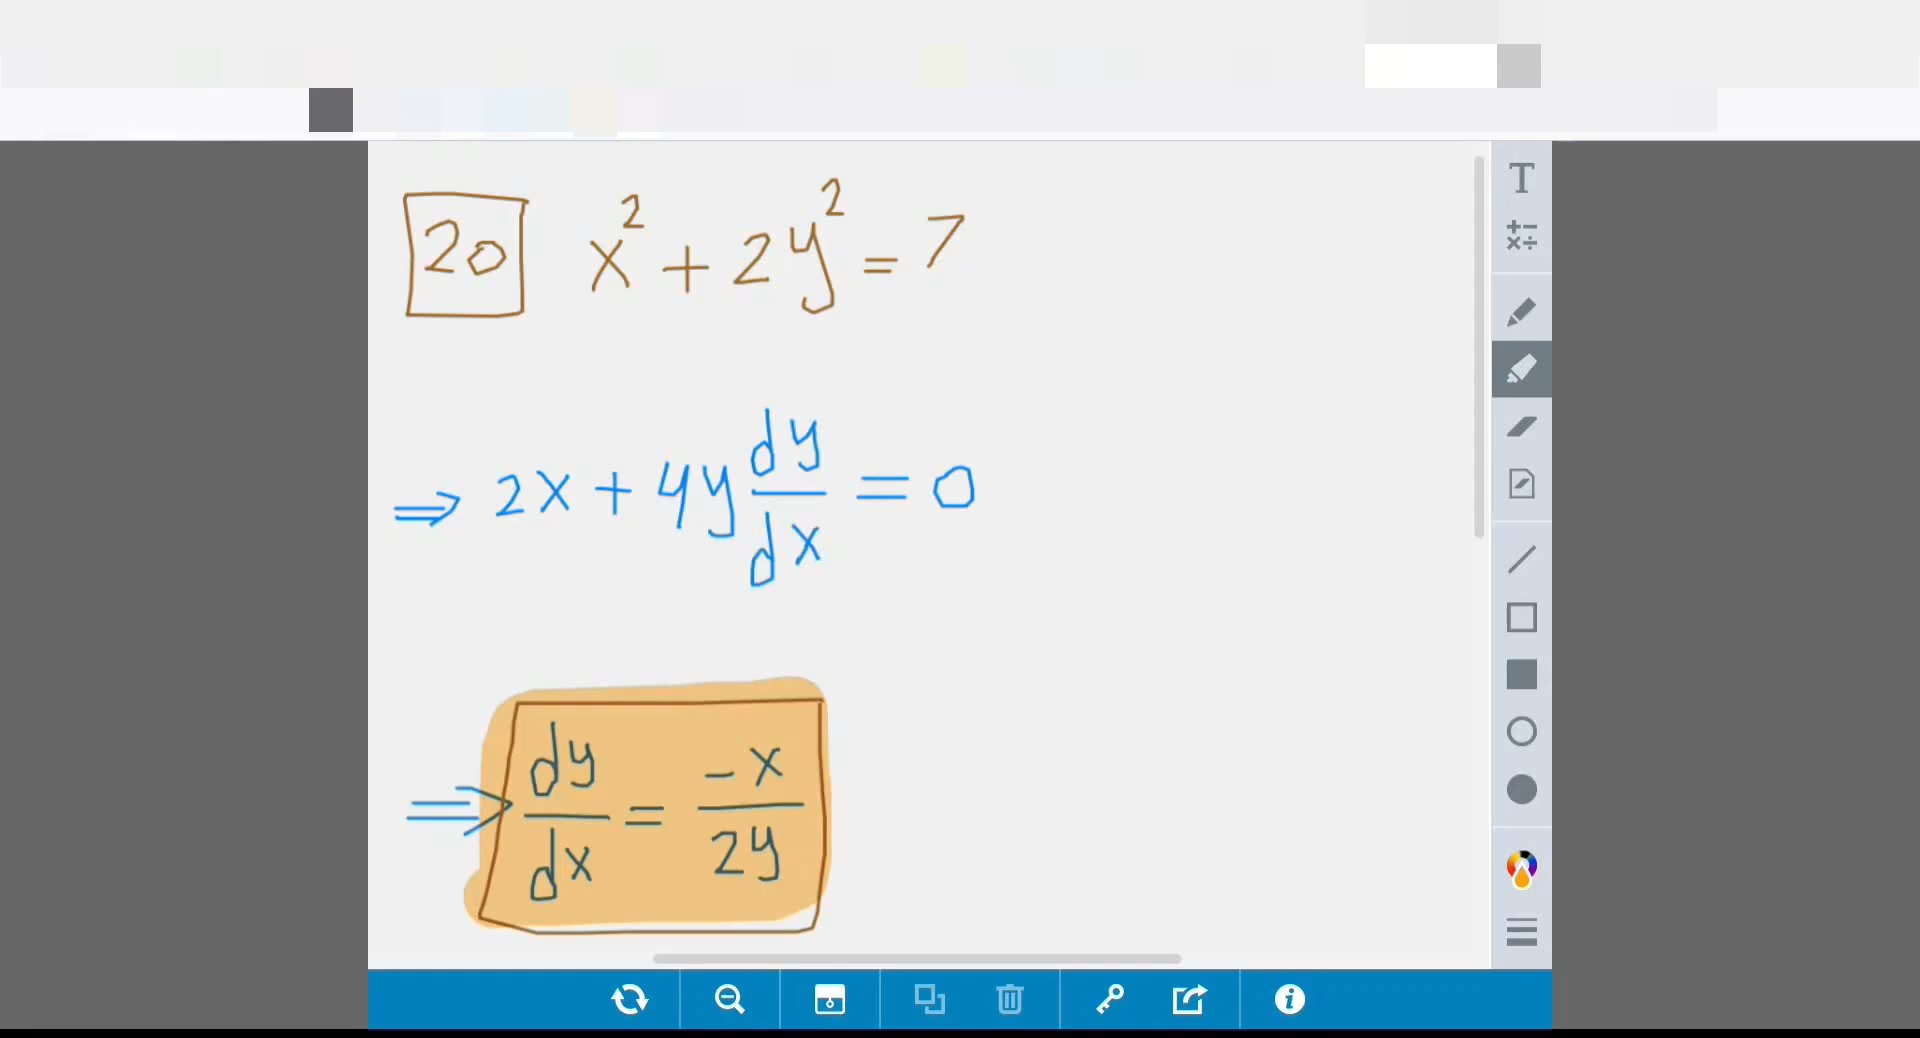 20 x² + 2y² = 7
⇒ 2x + 4y dy/dx = 0
⇒ dy/dx = -x/2y